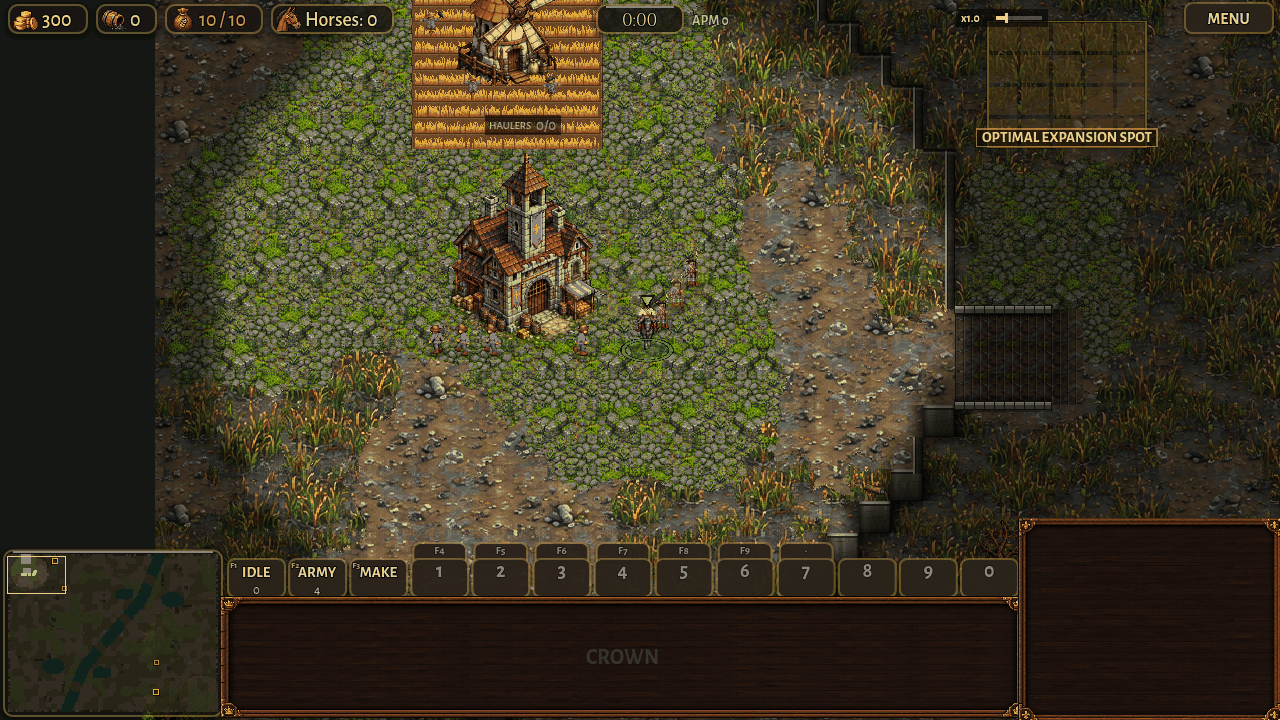 300
0
10/10
Horses: 0
0:00
APM 0
x1.0
MENU
HAULERS 0/0
OPTIMAL EXPANSION SPOT
F1 IDLE 0
F2 ARMY 4
F3 MAKE
F4 1
F5 2
F6 3
F7 4
F8 5
F9 6
7
8
9
0
CROWN